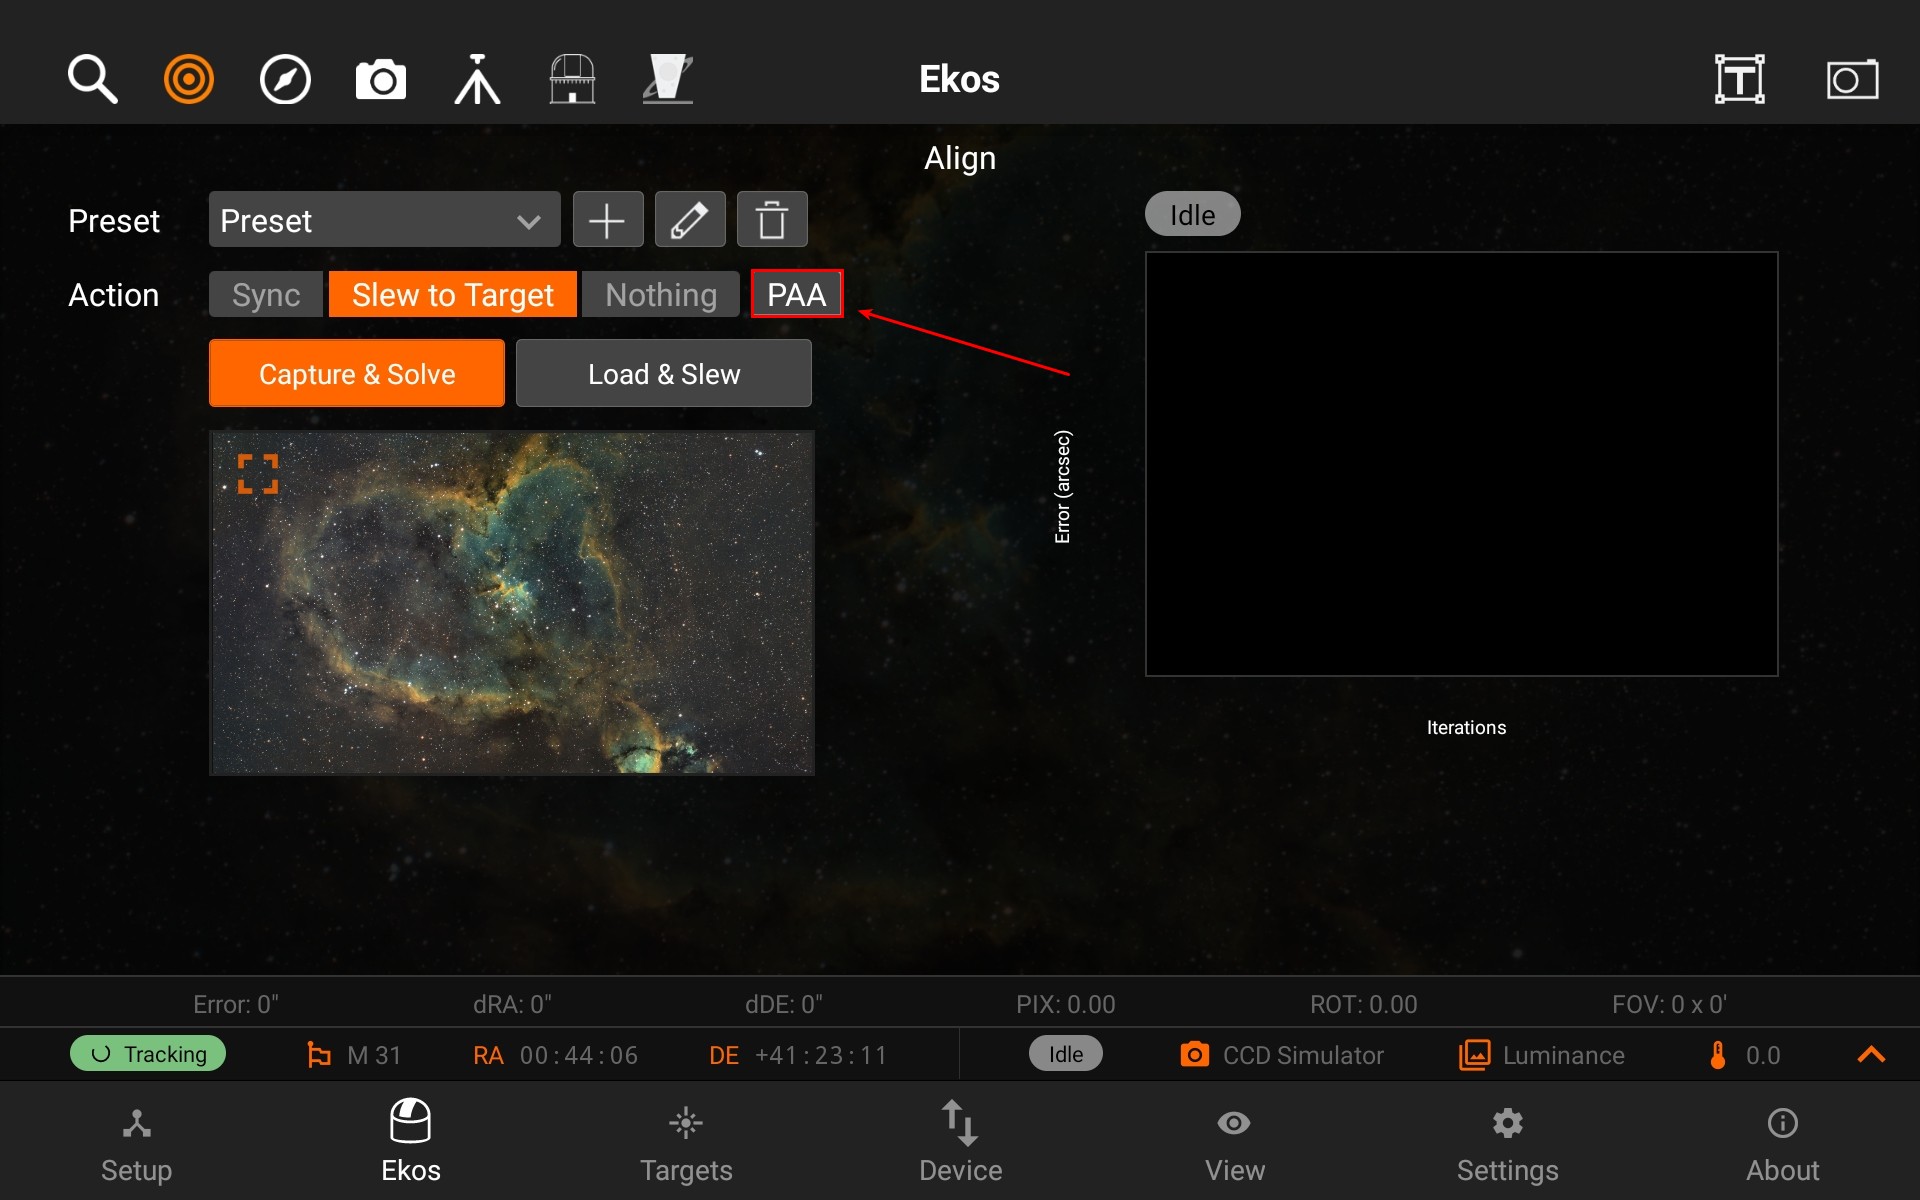 Ekos
Align
Preset Preset
Idle
Action Sync Slew to Target Nothing PAA
Capture & Solve Load & Slew
Error (arcsec)
Iterations
Error: 0" dRA: 0" dDE: 0" PIX: 0.00 ROT: 0.00 FOV: 0 x 0'
Tracking M 31 RA 00:44:06 DE +41:23:11 Idle CCD Simulator Luminance 0.0
Setup Ekos Targets Device View Settings About